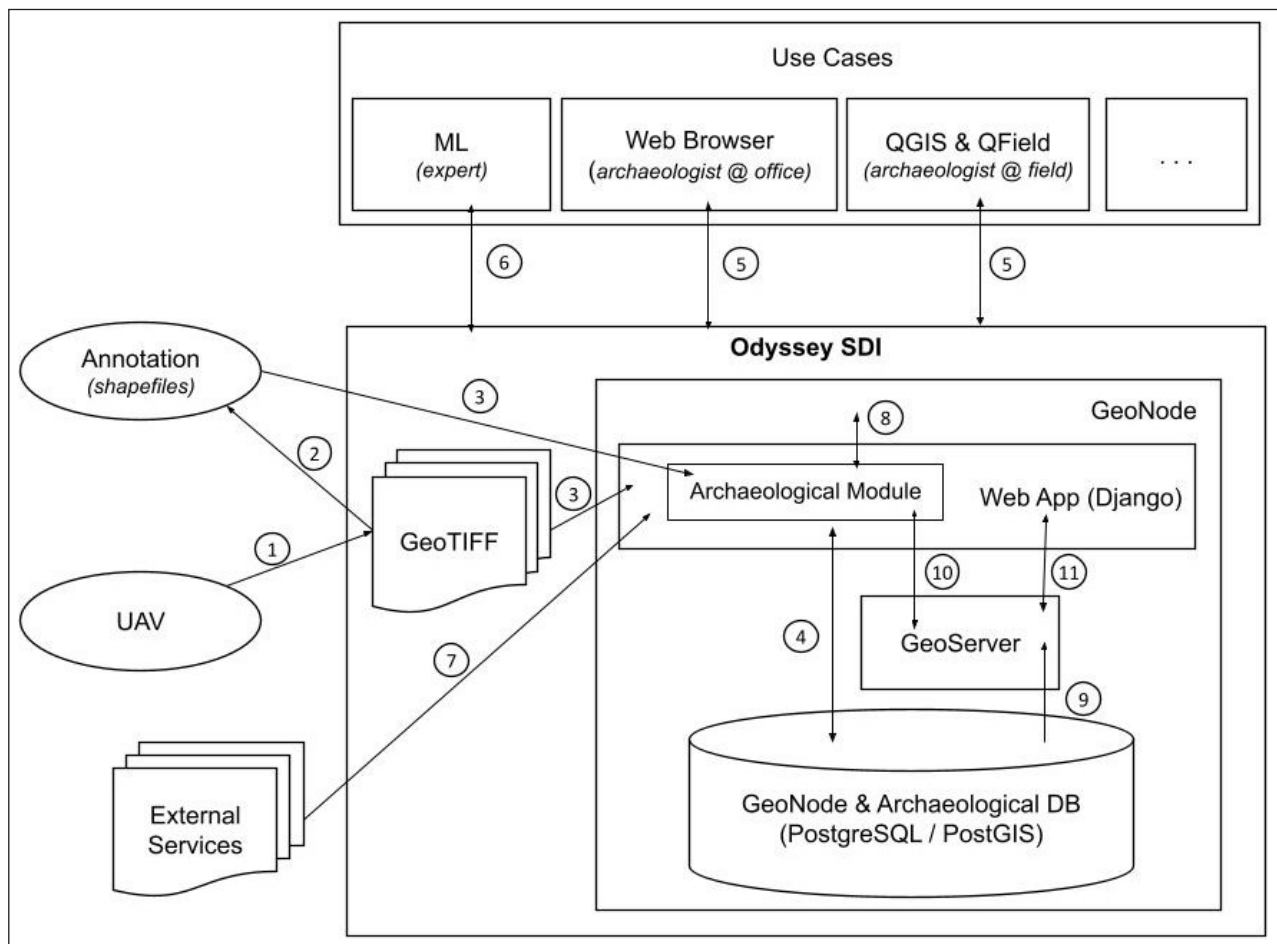 Use Cases
ML
(expert)
Web Browser
(archaeologist @ office)
QGIS & QField
(archaeologist @ field)
. . .
6
5
5
Odyssey SDI
Annotation
(shapefiles)
3
GeoNode
8
2
3
Archaeological Module
Web App (Django)
GeoTIFF
1
10
11
UAV
4
GeoServer
7
9
External
Services
GeoNode & Archaeological DB
(PostgreSQL / PostGIS)